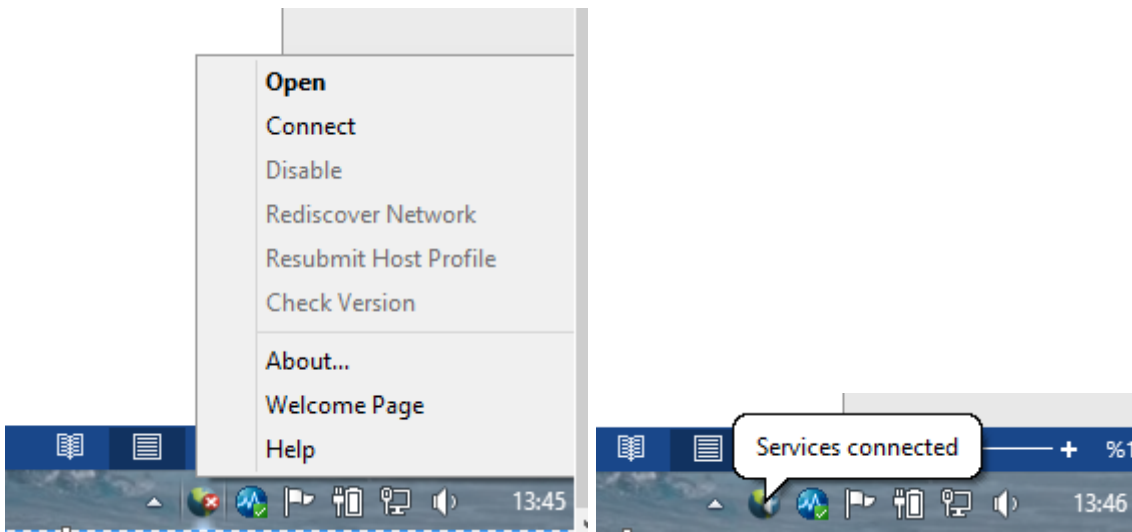 Open
Connect
Disable
Rediscover Network
Resubmit Host Profile
Check Version
About...
Welcome Page
Help
13:45
Services connected
%1
13:46